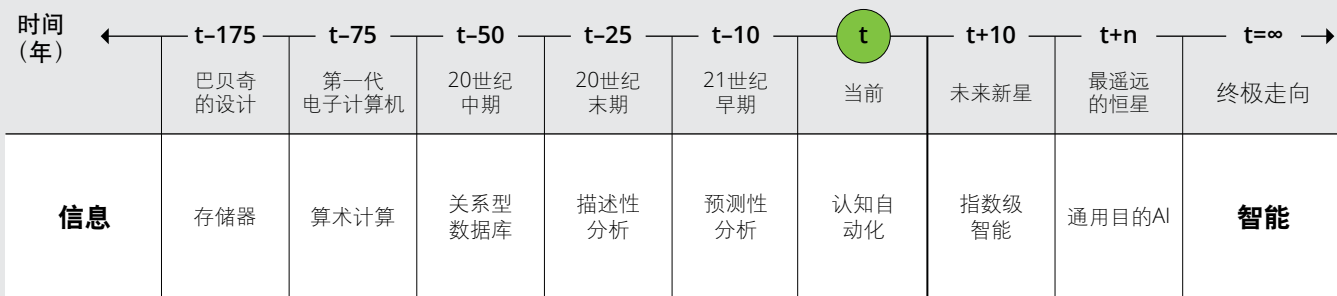 时间
（年）
t–175
t–75
t–50
t–25
t–10
t
t+10
t+n
t=∞
巴贝奇
的设计
第一代
电子计算机
20世纪
中期
20世纪
末期
21世纪
早期
当前
未来新星
最遥远
的恒星
终极走向
信息
存储器
算术计算
关系型
数据库
描述性
分析
预测性
分析
认知自
动化
指数级
智能
通用目的AI
智能